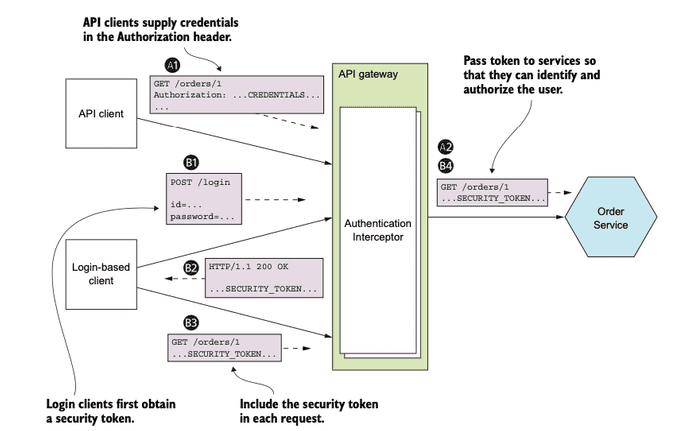 API clients supply credentials
in the Authorization header.
A1
GET /orders/1
Authorization: ...CREDENTIALS...
...
API client
API gateway
Pass token to services so
that they can identify and
authorize the user.
A2
B4
GET /orders/1
...SECURITY_TOKEN...
Order
Service
B1
POST /login
id=...
password=...
Authentication
Interceptor
Login-based
client
B2
HTTP/1.1 200 OK
...SECURITY_TOKEN...
B3
GET /orders/1
...SECURITY_TOKEN...
Login clients first obtain
a security token.
Include the security token
in each request.